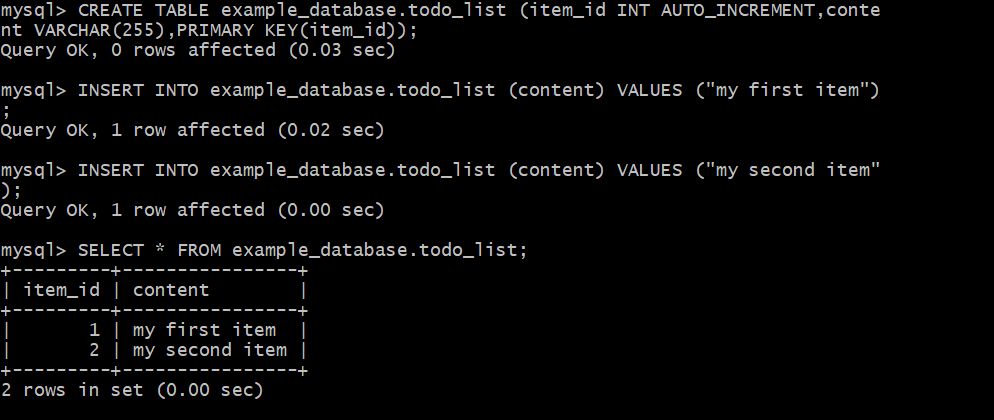 mysql> CREATE TABLE example_database.todo_list (item_id INT AUTO_INCREMENT,conte
nt VARCHAR(255),PRIMARY KEY(item_id));
Query OK, 0 rows affected (0.03 sec)
mysql> INSERT INTO example_database.todo_list (content) VALUES ("my first item")
;
Query OK, 1 row affected (0.02 sec)
mysql> INSERT INTO example_database.todo_list (content) VALUES ("my second item"
);
Query OK, 1 row affected (0.00 sec)
mysql> SELECT * FROM example_database.todo_list;
+---------+----------------+
| item_id | content        |
+---------+----------------+
|       1 | my first item  |
|       2 | my second item |
+---------+----------------+
2 rows in set (0.00 sec)